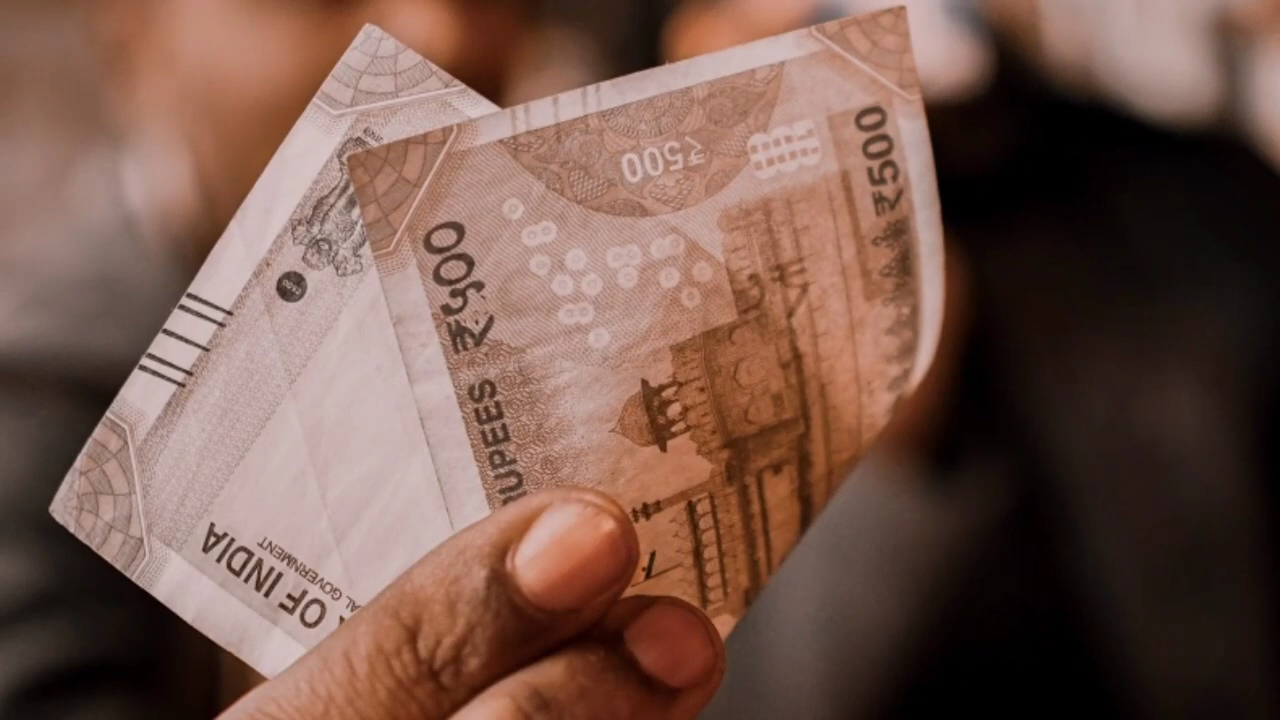 ₹500
₹500
₹500
RUPEES
OF INDIA
GOVERNMENT